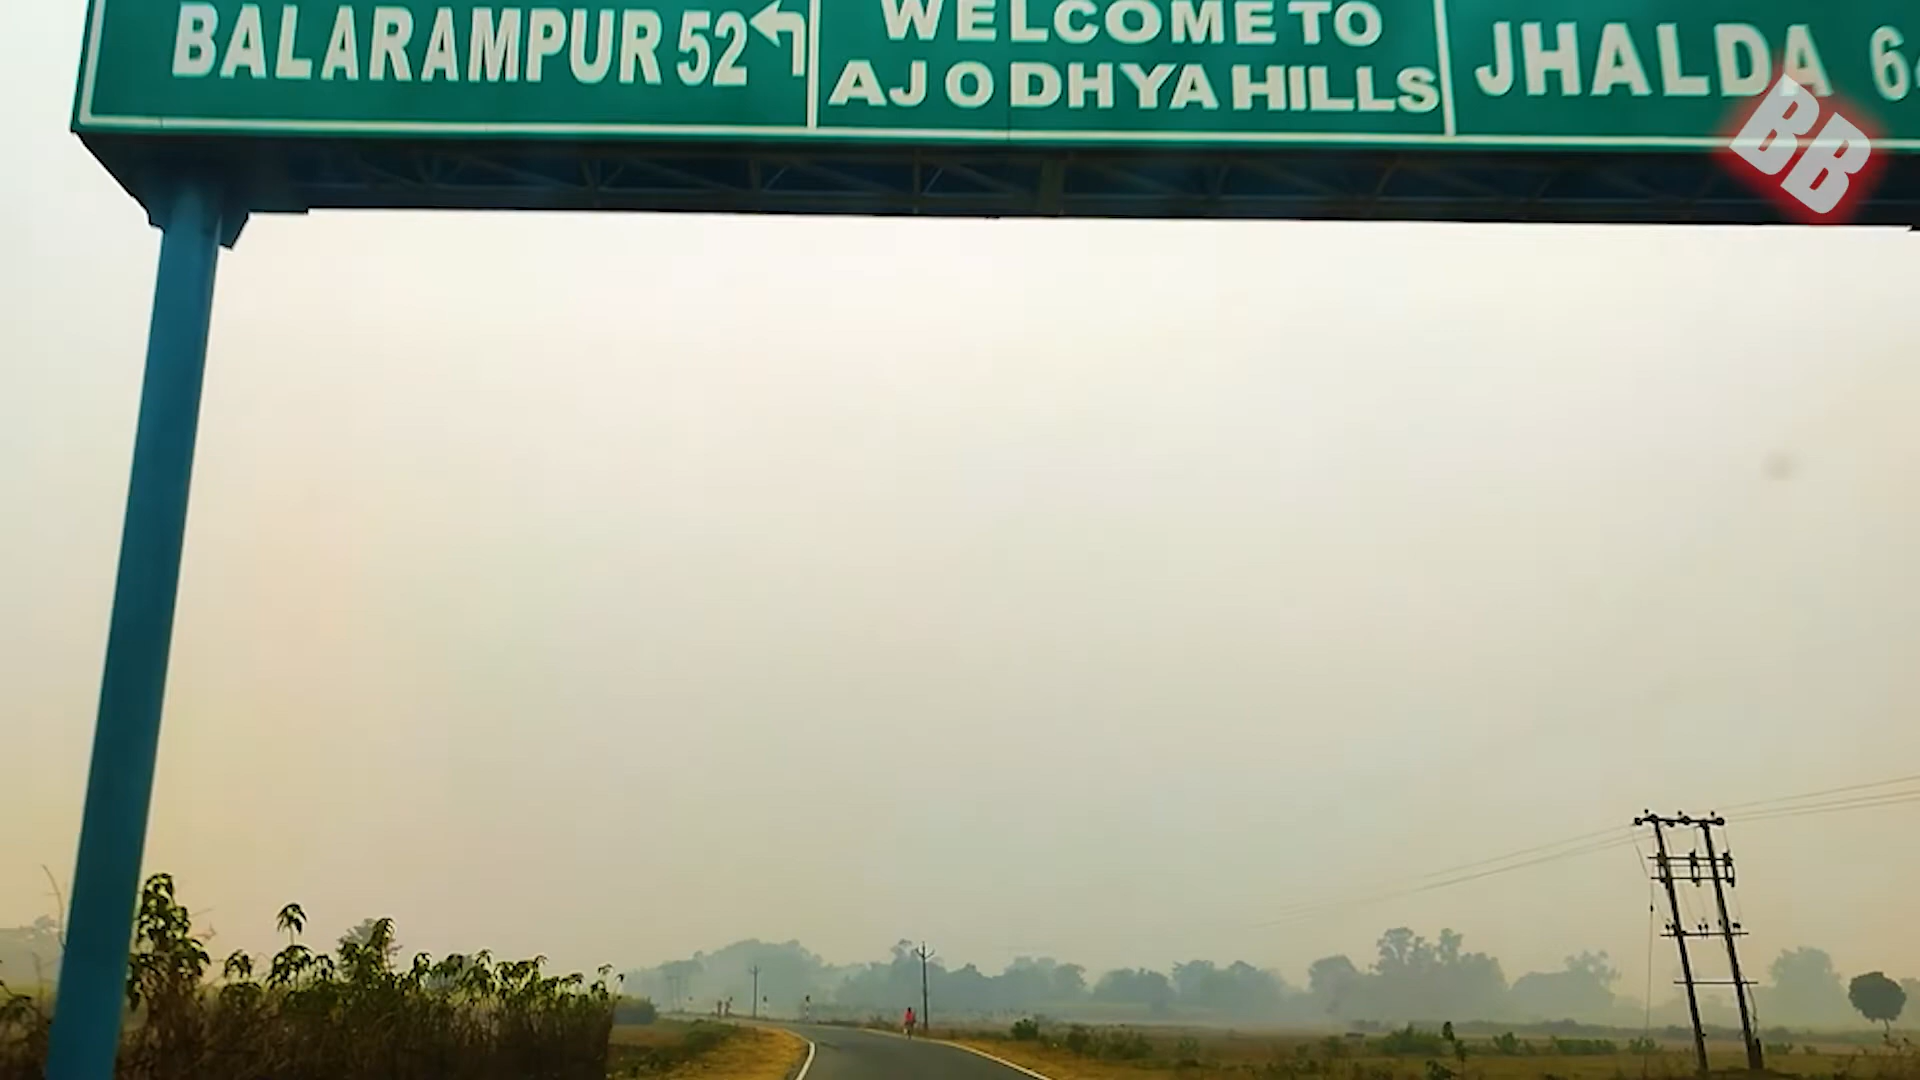 BALARAMPUR 52
WELCOME TO
AJODHYA HILLS
JHALDA
BB